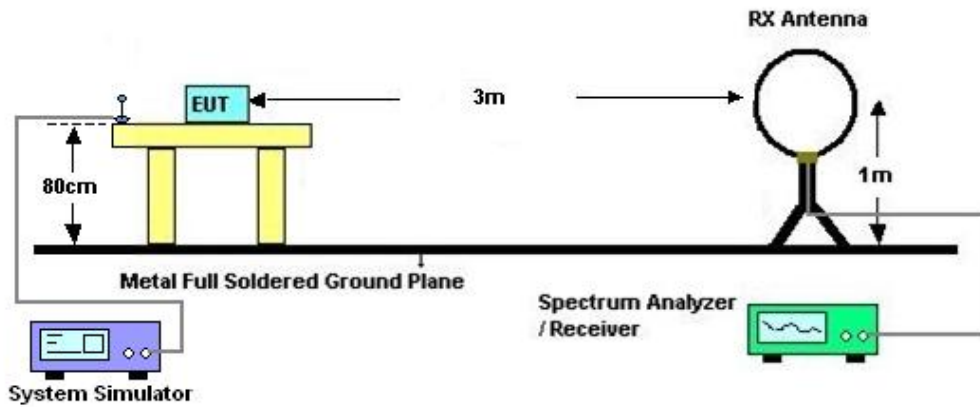 RX Antenna
EUT
3m
80cm
1m
Metal Full Soldered Ground Plane
Spectrum Analyzer
/ Receiver
System Simulator